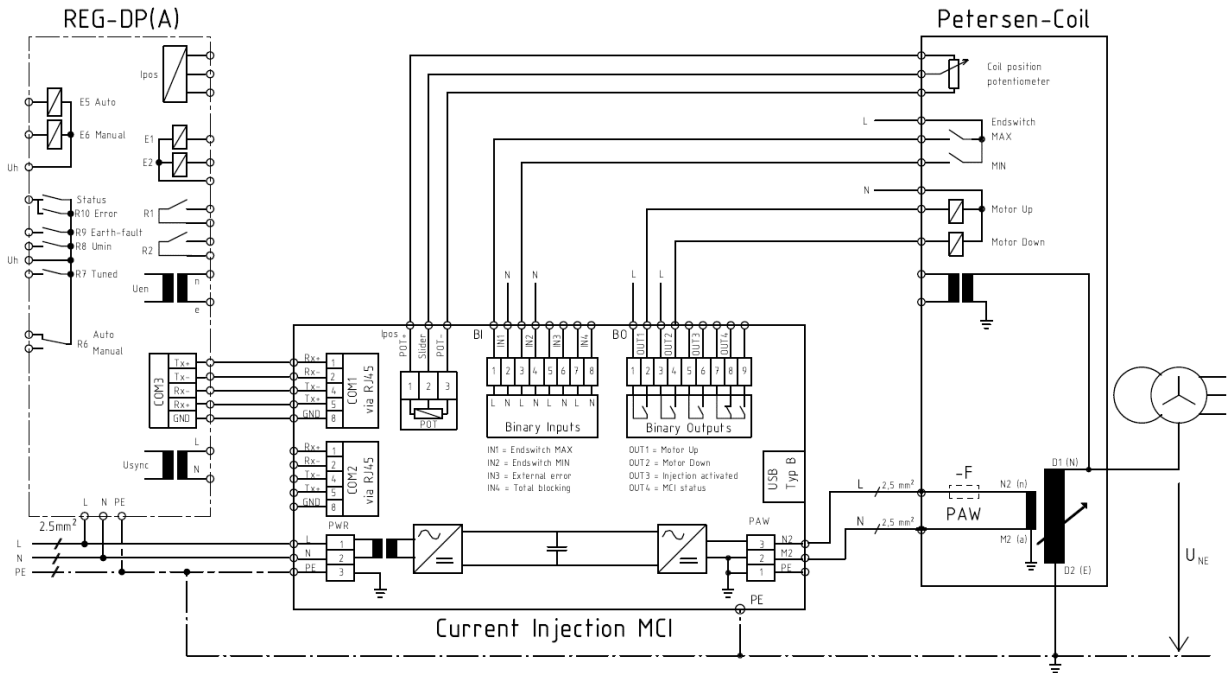 REG-DP(A)
Ipos
E5 Auto
E6 Manual
E1
E2
Uh
Status
R10 Error
R1
R9 Earth-fault
R8 Umin
R2
Uh
R7 Tuned
Uen
n
e
Auto
R6
Manual
COM3
Tx+
Tx-
Rx-
Rx+
GND
Usync
L
N
L N PE
2.5mm²
L
N
PE
Petersen-Coil
Coil position
potentiometer
L
Endswitch
MAX
MIN
N
Motor Up
Motor Down
N N L L
Ipos
POT+
Slider
POT-
1 2 3
POT
BI
IN1
IN2
IN3
IN4
1 2 3 4 5 6 7 8
L N L N L N L N
Binary Inputs
IN1 = Endswitch MAX
IN2 = Endswitch MIN
IN3 = External error
IN4 = Total blocking
BO
OUT1
OUT2
OUT3
OUT4
1 2 3 4 5 6 7 8 9
Binary Outputs
OUT1 = Motor Up
OUT2 = Motor Down
OUT3 = Injection activated
OUT4 = MCI status
Rx+ 1
Rx- 2
Tx- 4
Tx+ 5
GND 8
COM1
via RJ45
Rx+ 1
Rx- 2
Tx- 4
Tx+ 5
GND 8
COM2
via RJ45
USB
Typ B
PWR
L 1
N 2
PE 3
PAW
3 N2
2 M2
1 PE
PE
Current Injection MCI
L 2,5 mm²
N 2,5 mm²
-F
PAW
N2 (n)
M2 (a)
D1 (N)
D2 (E)
U NE